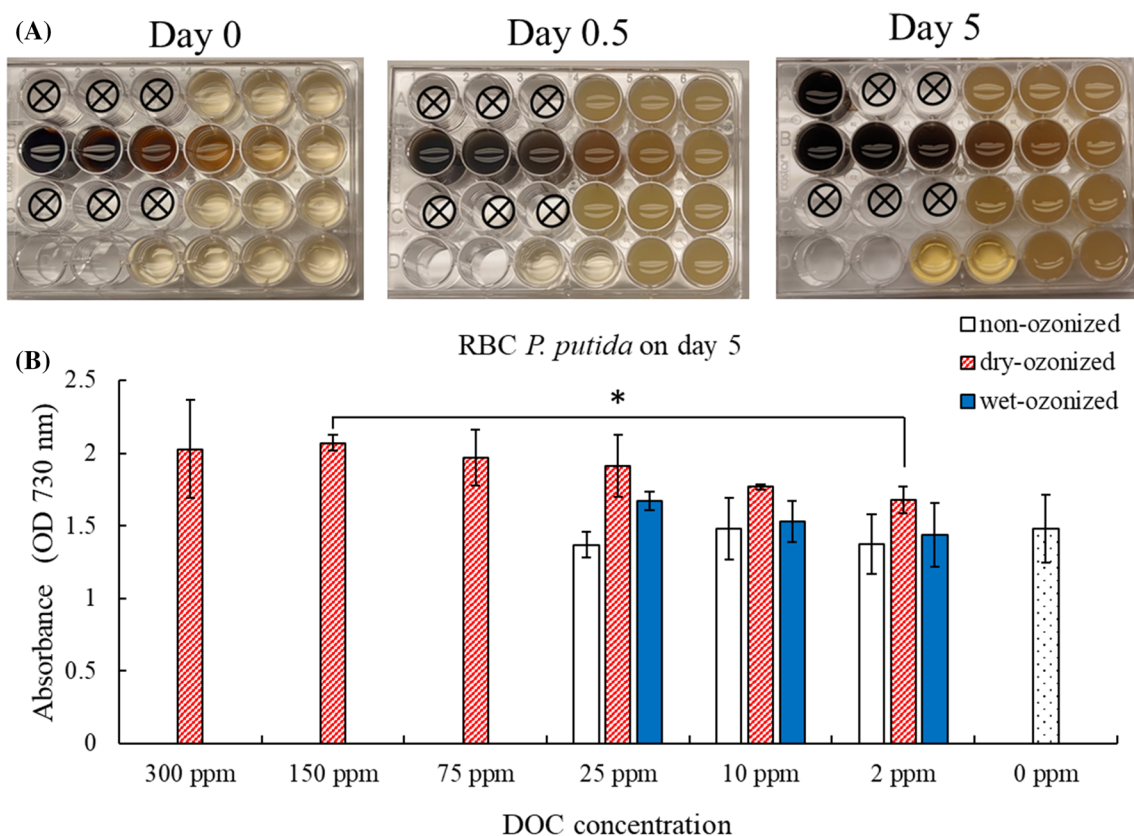 (A)
Day 0
Day 0.5
Day 5
RBC P. putida on day 5
non-ozonized
dry-ozonized
wet-ozonized
(B)
Absorbance (OD 730 nm)
2.5
2
1.5
1
0.5
0
*
300 ppm 150 ppm 75 ppm 25 ppm 10 ppm 2 ppm 0 ppm
DOC concentration